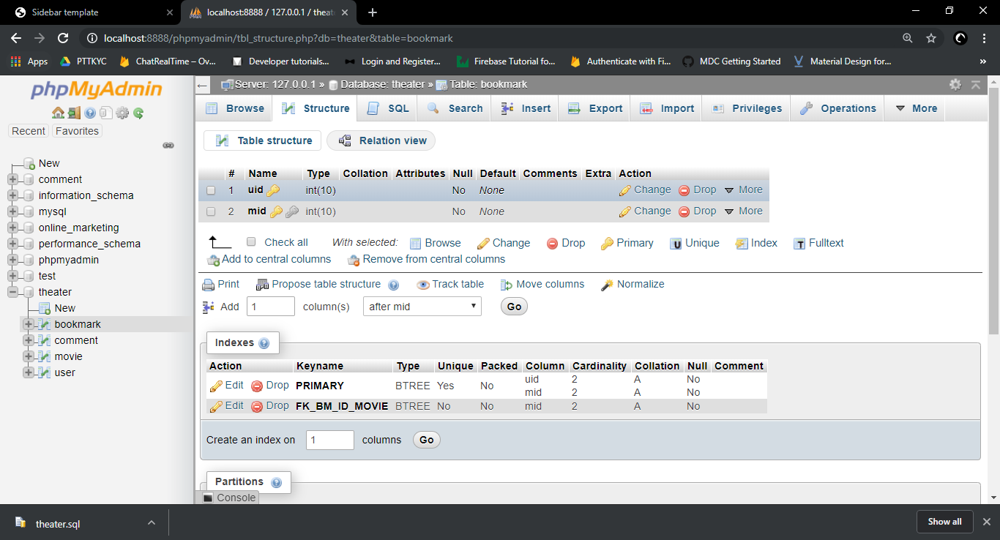 Sidebar template
localhost:8888 / 127.0.0.1 / theat
localhost:8888/phpmyadmin/tbl_structure.php?db=theater&table=bookmark
Apps PTTKYC ChatRealTime – Ov... Developer tutorials... Login and Register... Firebase Tutorial fo... Authenticate with Fi... MDC Getting Started Material Design for... »
phpMyAdmin
Recent Favorites
New
comment
information_schema
mysql
online_marketing
performance_schema
phpmyadmin
test
theater
New
bookmark
comment
movie
user
Server: 127.0.0.1 » Database: theater » Table: bookmark
Browse Structure SQL Search Insert Export Import Privileges Operations More
Table structure Relation view
# Name Type Collation Attributes Null Default Comments Extra Action
1 uid int(10) No None Change Drop More
2 mid int(10) No None Change Drop More
Check all With selected: Browse Change Drop Primary Unique Index Fulltext
Add to central columns Remove from central columns
Print Propose table structure Track table Move columns Normalize
Add 1 column(s) after mid Go
Indexes
Action Keyname Type Unique Packed Column Cardinality Collation Null Comment
Edit Drop PRIMARY BTREE Yes No uid 2 A No
mid 2 A No
Edit Drop FK_BM_ID_MOVIE BTREE No No mid 2 A No
Create an index on 1 columns Go
Partitions
Console
theater.sql Show all